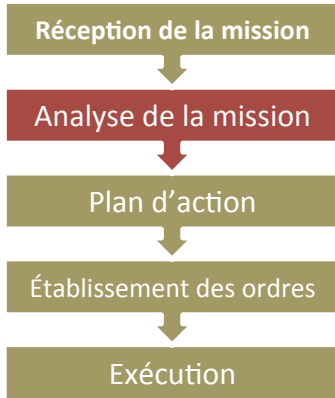 Réception de la mission
Analyse de la mission
Plan d’action
Établissement des ordres
Exécution